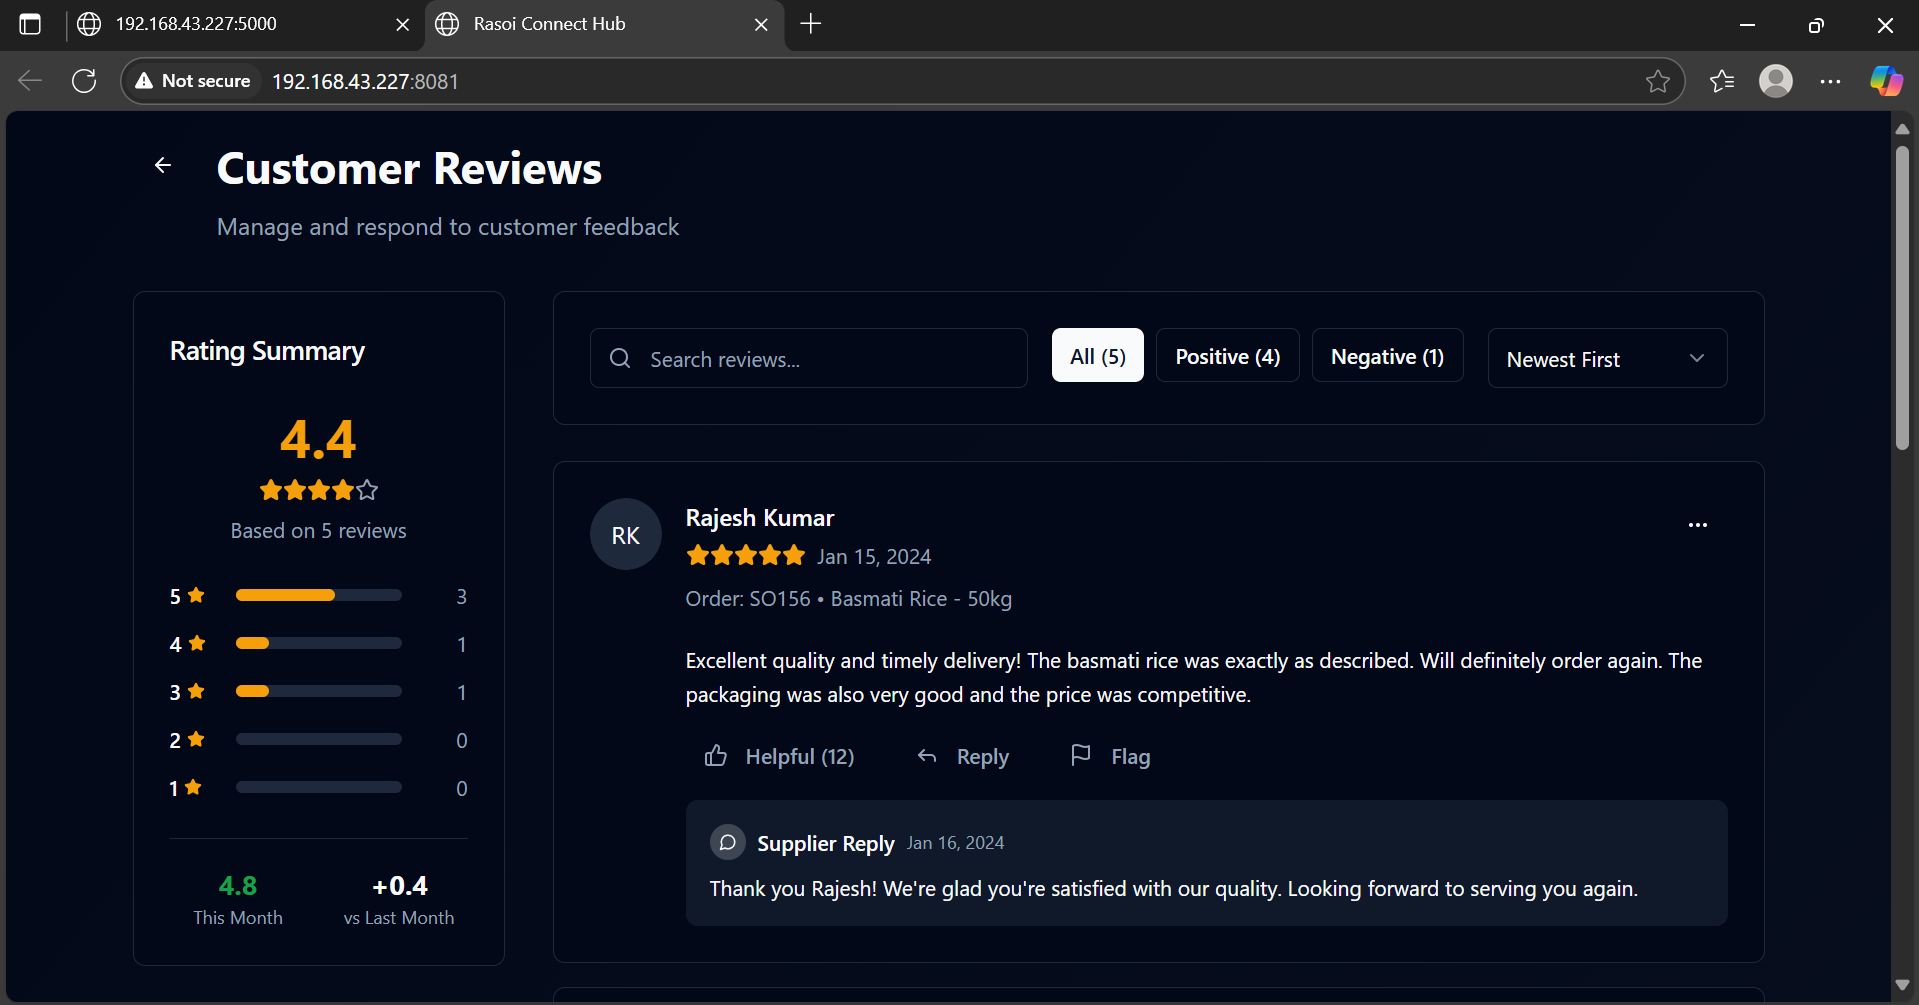 192.168.43.227:5000
Rasoi Connect Hub
Not secure
192.168.43.227:8081
Customer Reviews
Manage and respond to customer feedback
Rating Summary
4.4
Based on 5 reviews
5 3
4 1
3 1
2 0
1 0
4.8
This Month
+0.4
vs Last Month
Search reviews...
All (5)
Positive (4)
Negative (1)
Newest First
RK
Rajesh Kumar
Jan 15, 2024
Order: SO156 • Basmati Rice - 50kg
Excellent quality and timely delivery! The basmati rice was exactly as described. Will definitely order again. The
packaging was also very good and the price was competitive.
Helpful (12)
Reply
Flag
Supplier Reply Jan 16, 2024
Thank you Rajesh! We're glad you're satisfied with our quality. Looking forward to serving you again.